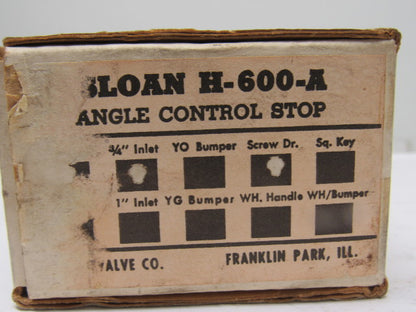 SLOAN H-600-A
ANGLE CONTROL STOP
¾" Inlet YO Bumper Screw Dr. Sq. Key
1" Inlet YG Bumper WH. Handle WH/Bumper
VALVE CO. FRANKLIN PARK, ILL.